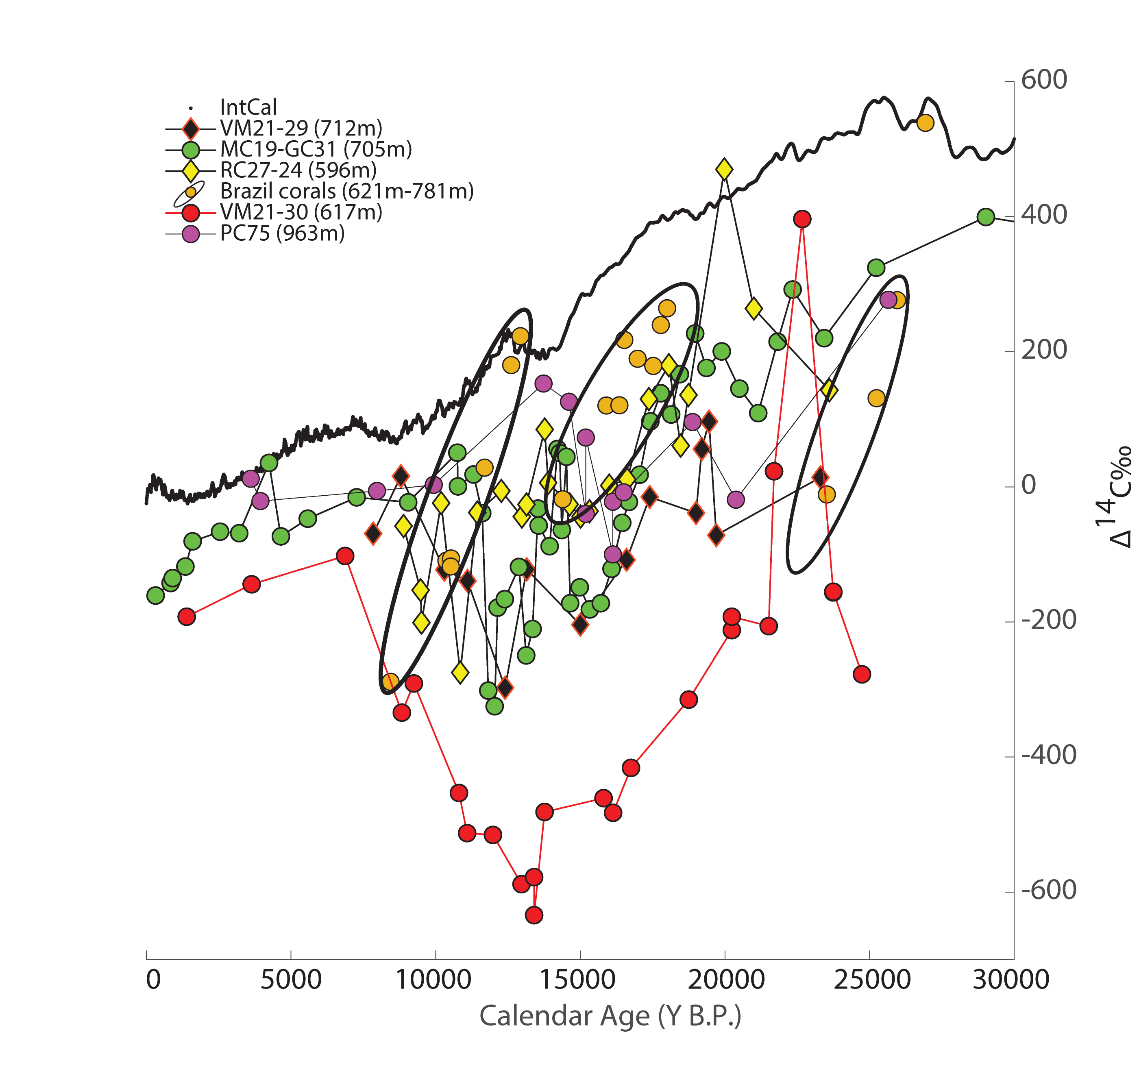 600
IntCal
VM21-29 (712m)
MC19-GC31 (705m)
RC27-24 (596m)
Brazil corals (621m-781m)
VM21-30 (617m)
PC75 (963m)
400
200
0
-200
-400
-600
Δ¹⁴C‰
0 5000 10000 15000 20000 25000 30000
Calendar Age (Y B.P.)